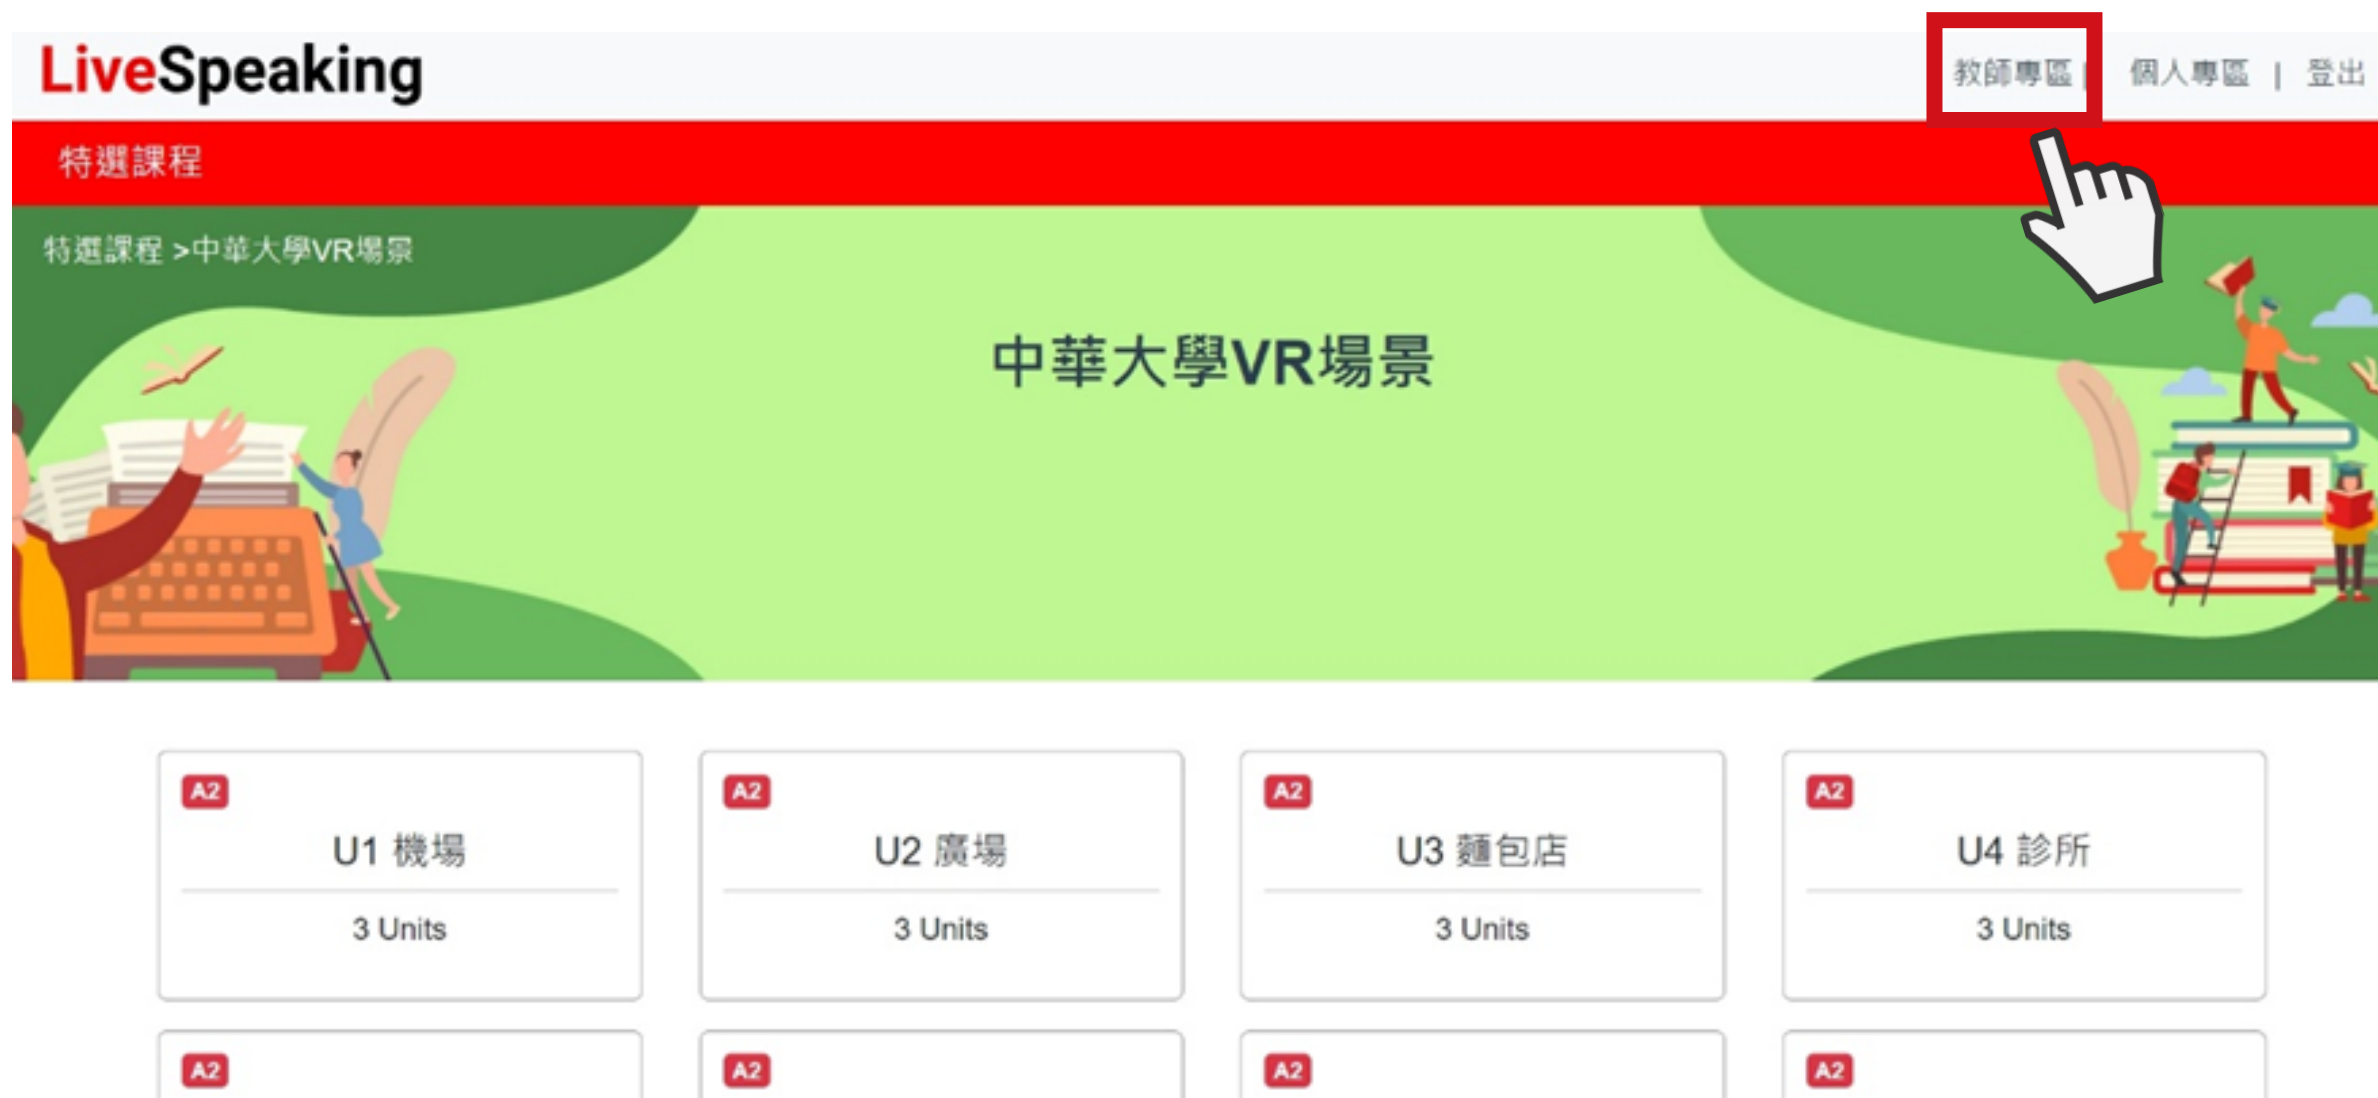 LiveSpeaking
教師專區 | 個人專區 | 登出
特選課程
特選課程 >中華大學VR場景
中華大學VR場景
A2 A2 A2 A2
U1 機場 U2 廣場 U3 麵包店 U4 診所
3 Units 3 Units 3 Units 3 Units
A2 A2 A2 A2